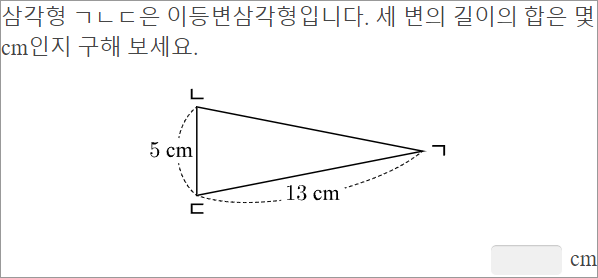 삼각형 ㄱㄴㄷ은 이등변삼각형입니다. 세 변의 길이의 합은 몇
cm인지 구해 보세요.
ㄴ
5 cm
ㄱ
13 cm
ㄷ
cm